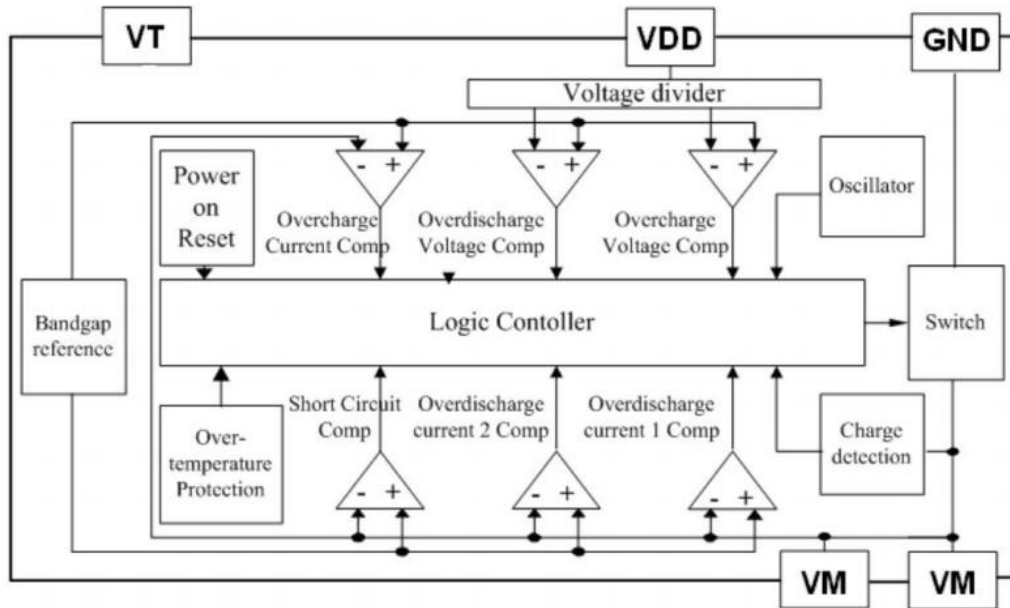 VT
VDD
GND
Voltage divider
- +
- +
- +
Power
on
Reset
Oscillator
Overcharge
Current Comp
Overdischarge
Voltage Comp
Overcharge
Voltage Comp
Bandgap
reference
Logic Contoller
Switch
Short Circuit
Comp
Overdischarge
current 2 Comp
Overdischarge
current 1 Comp
Charge
detection
Over-
temperature
Protection
- +
- +
- +
VM
VM